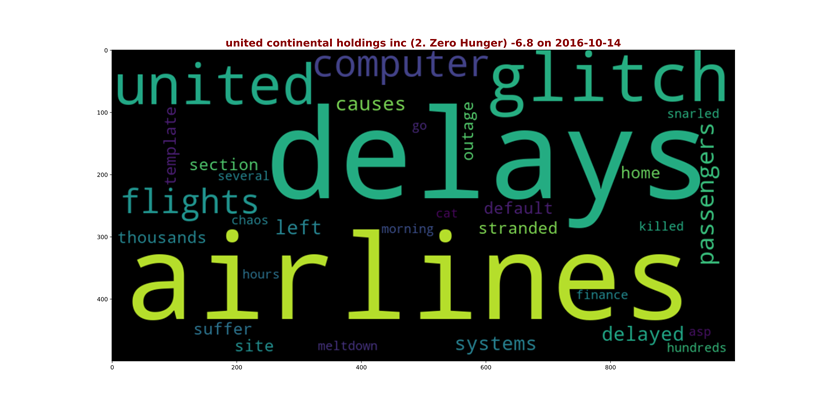 united continental holdings inc (2. Zero Hunger) -6.8 on 2016-10-14
0
100
200
300
400
0
200
400
600
800
computer
united
glitch
causes
template
outage
go
snarled
delays
passengers
section
several
home
flights
default
cat
chaos
left
morning
stranded
killed
thousands
airlines
hours
finance
suffer
delayed
asp
site
meltdown
systems
hundreds